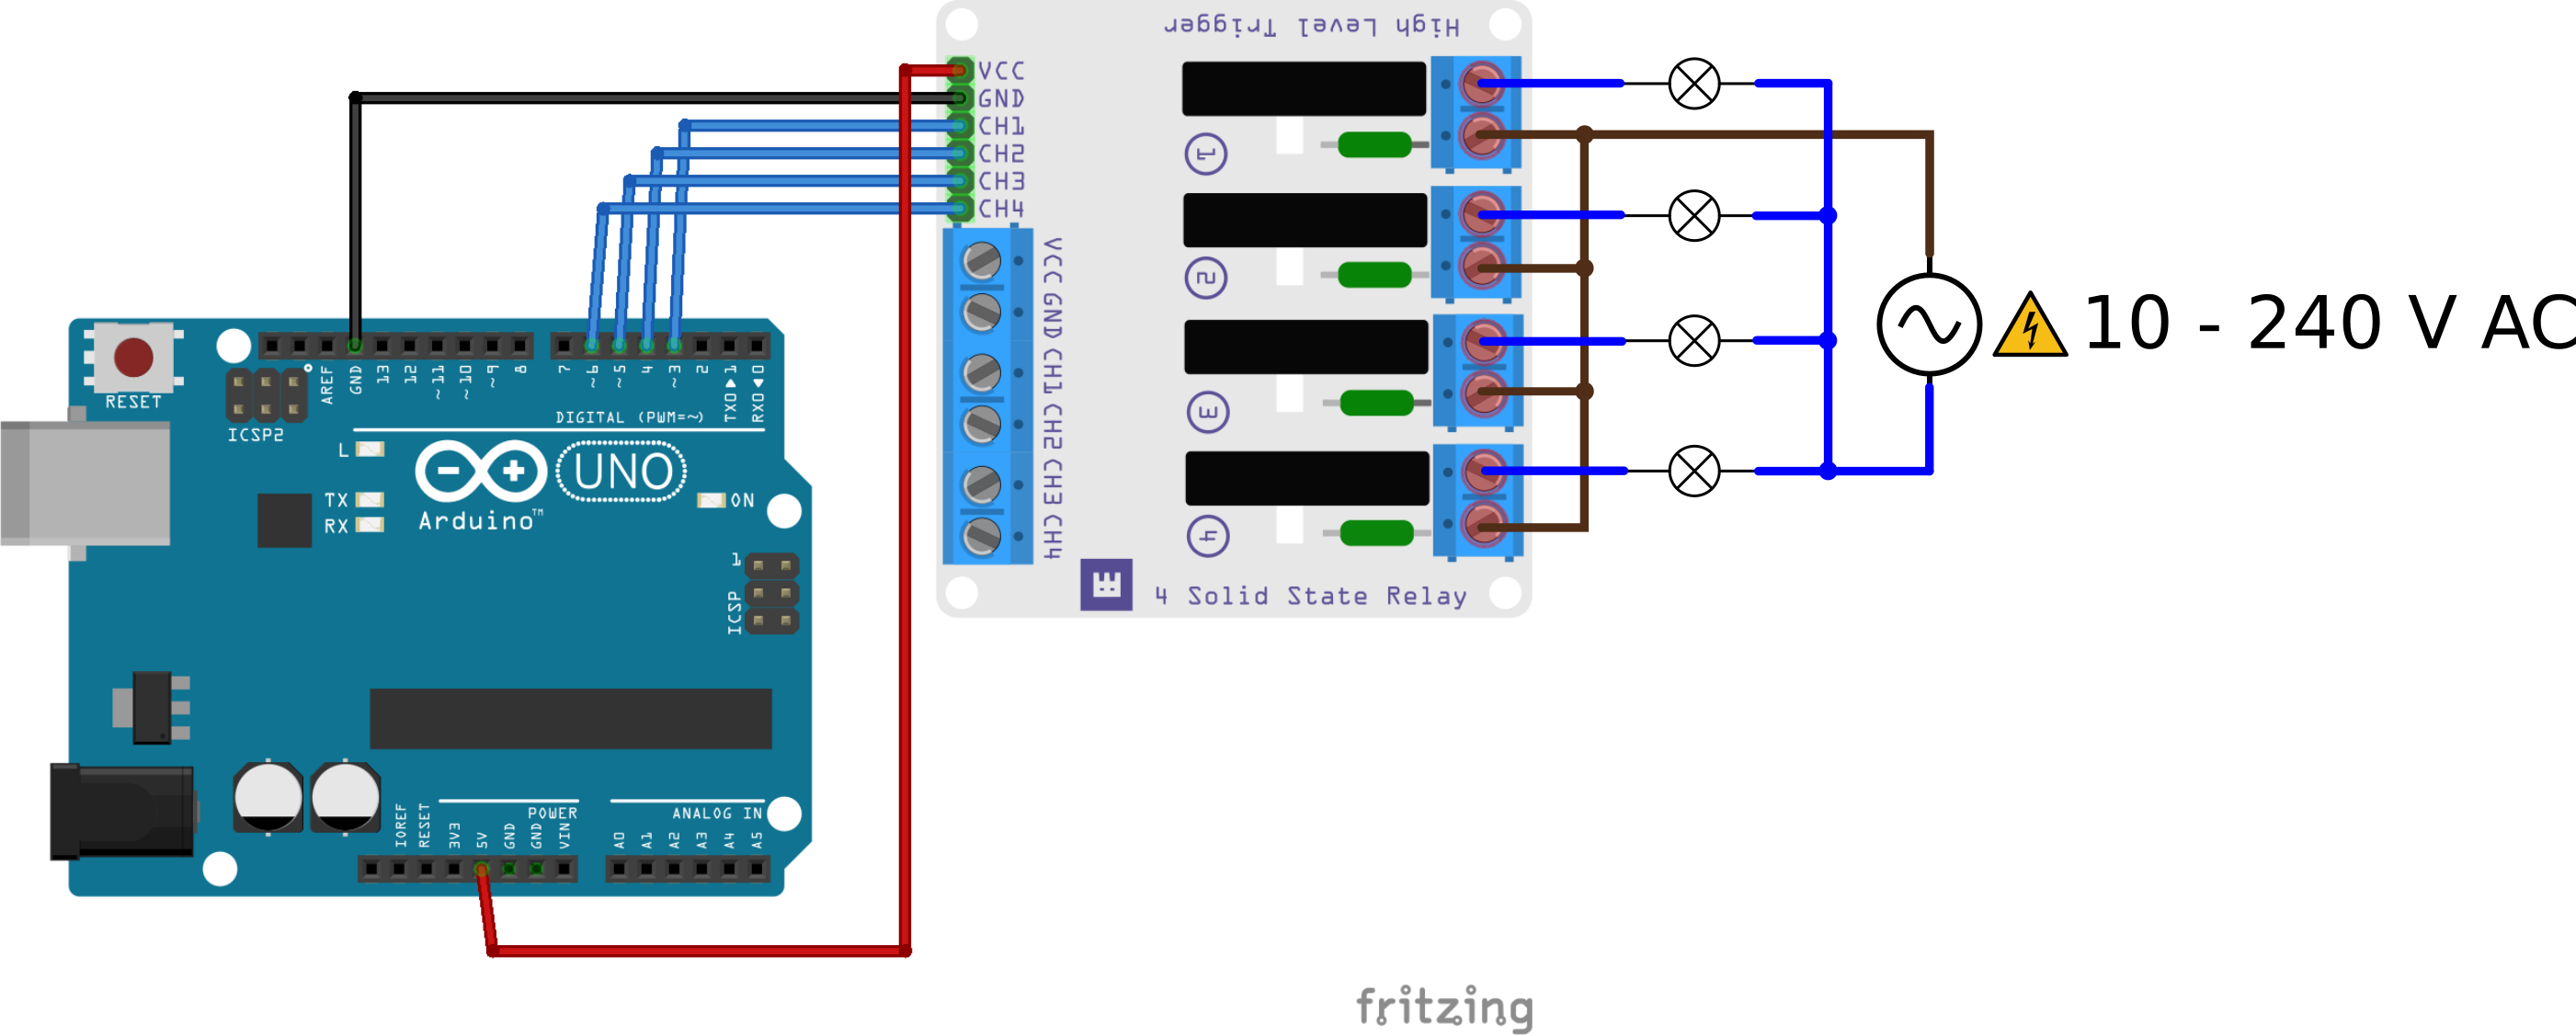 High Level Trigger
VCC
GND
CH1
CH2
CH3
CH4
VCC GND CH1 CH2 CH3 CH4
1
2
3
4
E
4 Solid State Relay
10 - 240 V AC
RESET
ICSP2
AREF
GND
13
12
~11
~10
~9
8
7
~6
~5
4
~3
2
TX0▶1
RX0◀0
DIGITAL (PWM=~)
L
TX
RX
Arduino™
UNO
ON
1
ICSP
IOREF
RESET
3V3
5V
GND
GND
VIN
POWER
ANALOG IN
A0
A1
A2
A3
A4
A5
fritzing